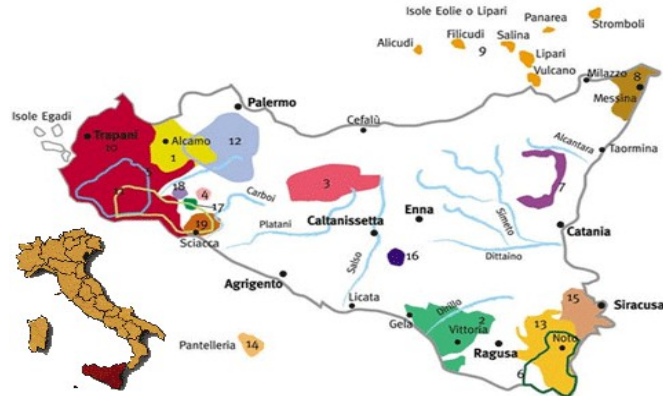 Isole Eolie o Lipari
Panarea
Stromboli
Filicudi
Salina
Alicudi
9
Lipari
Vulcano
Milazzo
8
Messina
Palermo
Isole Egadi
Cefalù
Trapani
10
Alcamo
12
1
Alcantara
Taormina
18
4
3
7
17
Carboi
19
Platani
Sciacca
Caltanissetta
Enna
Simeto
Catania
Salso
16
Dittaino
Agrigento
Licata
15
Siracusa
Gela
Dirillo
2
13
Vittoria
Noto
Pantelleria
14
Ragusa
6